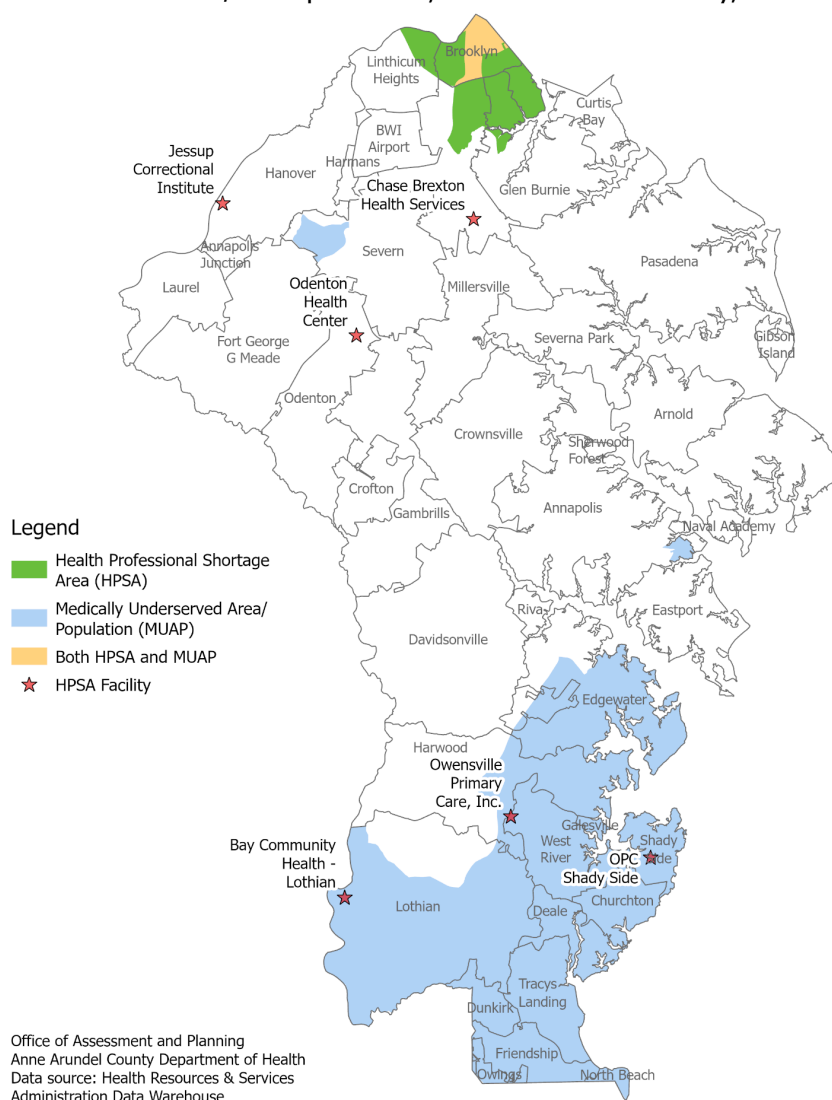 Brooklyn
Linthicum
Heights
Curtis
Bay
BWI
Airport
Jessup
Correctional
Institute
Harmans
Hanover
Chase Brexton
Health Services
Glen Burnie
Annapolis
Junction
Severn
Pasadena
Laurel
Odenton
Health
Center
Millersville
Fort George
G Meade
Severna Park
Gibson
Island
Odenton
Arnold
Crownsville
Sherwood
Forest
Crofton
Gambrills
Annapolis
Naval Academy
Legend
Health Professional Shortage
Area (HPSA)
Medically Underserved Area/
Population (MUAP)
Both HPSA and MUAP
HPSA Facility
Riva
Eastport
Davidsonville
Edgewater
Harwood
Owensville
Primary
Care, Inc.
Galesville
West
River
Shady
Side
OPC
Shady Side
Bay Community
Health -
Lothian
Lothian
Churchton
Deale
Tracys
Landing
Dunkirk
Friendship
Owings
North Beach
Office of Assessment and Planning
Anne Arundel County Department of Health
Data source: Health Resources & Services
Administration Data Warehouse